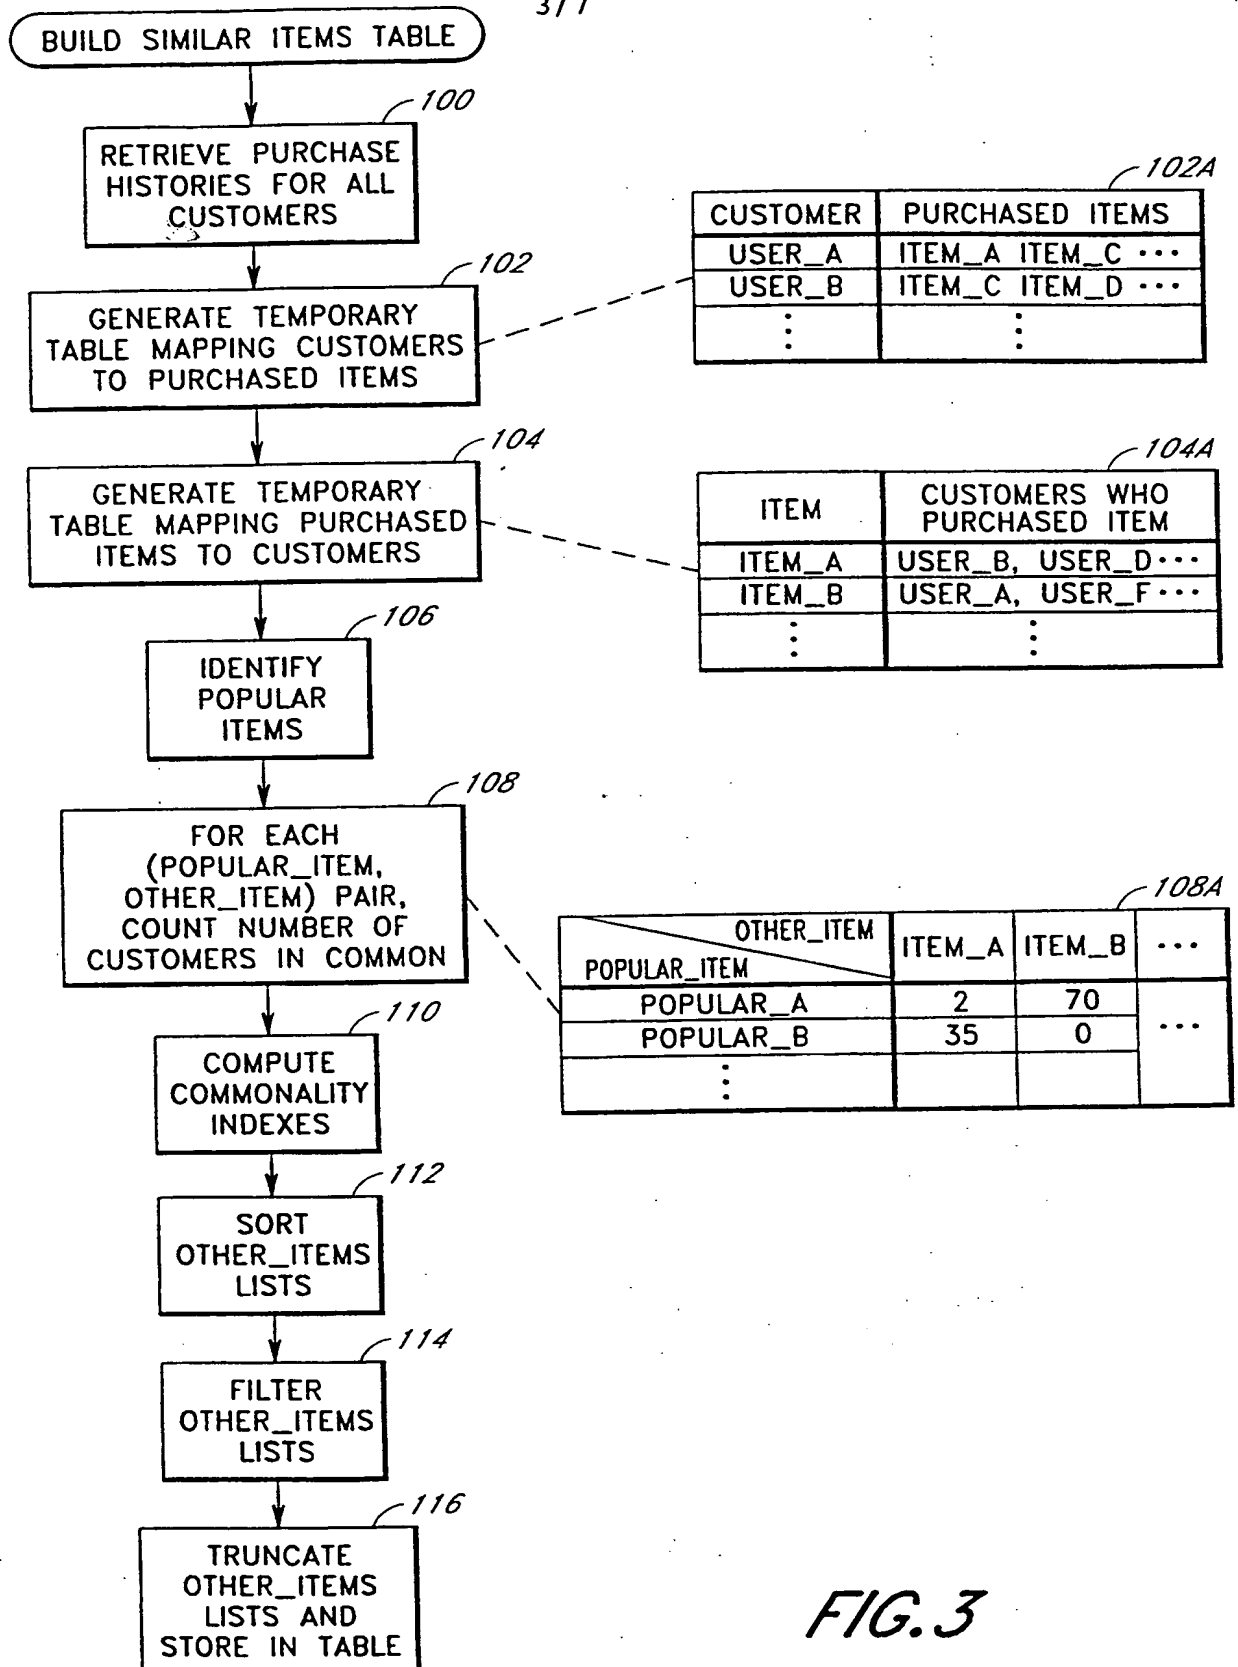 3/7
BUILD SIMILAR ITEMS TABLE
100
RETRIEVE PURCHASE
HISTORIES FOR ALL
CUSTOMERS
102
GENERATE TEMPORARY
TABLE MAPPING CUSTOMERS
TO PURCHASED ITEMS
102A
CUSTOMER PURCHASED ITEMS
USER_A ITEM_A ITEM_C ···
USER_B ITEM_C ITEM_D ···
⋮ ⋮
104
GENERATE TEMPORARY
TABLE MAPPING PURCHASED
ITEMS TO CUSTOMERS
104A
ITEM CUSTOMERS WHO
PURCHASED ITEM
ITEM_A USER_B, USER_D ···
ITEM_B USER_A, USER_F ···
⋮ ⋮
106
IDENTIFY
POPULAR
ITEMS
108
FOR EACH
(POPULAR_ITEM,
OTHER_ITEM) PAIR,
COUNT NUMBER OF
CUSTOMERS IN COMMON
108A
OTHER_ITEM ITEM_A ITEM_B ···
POPULAR_ITEM
POPULAR_A 2 70
POPULAR_B 35 0 ···
⋮
110
COMPUTE
COMMONALITY
INDEXES
112
SORT
OTHER_ITEMS
LISTS
114
FILTER
OTHER_ITEMS
LISTS
116
TRUNCATE
OTHER_ITEMS
LISTS AND
STORE IN TABLE
FIG. 3